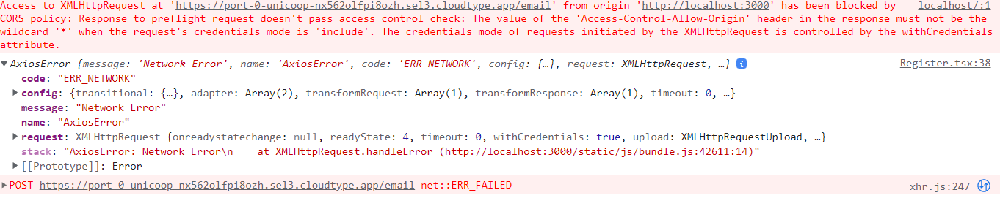 Access to XMLHttpRequest at 'https://port-0-unicoop-nx562olfpi8ozh.sel3.cloudtype.app/email' from origin 'http://localhost:3000' has been blocked by localhost/:1
CORS policy: Response to preflight request doesn't pass access control check: The value of the 'Access-Control-Allow-Origin' header in the response must not be the
wildcard '*' when the request's credentials mode is 'include'. The credentials mode of requests initiated by the XMLHttpRequest is controlled by the withCredentials
attribute.
AxiosError {message: 'Network Error', name: 'AxiosError', code: 'ERR_NETWORK', config: {…}, request: XMLHttpRequest, …} i Register.tsx:38
code: "ERR_NETWORK"
config: {transitional: {…}, adapter: Array(2), transformRequest: Array(1), transformResponse: Array(1), timeout: 0, …}
message: "Network Error"
name: "AxiosError"
request: XMLHttpRequest {onreadystatechange: null, readyState: 4, timeout: 0, withCredentials: true, upload: XMLHttpRequestUpload, …}
stack: "AxiosError: Network Error\n    at XMLHttpRequest.handleError (http://localhost:3000/static/js/bundle.js:42611:14)"
[[Prototype]]: Error
POST https://port-0-unicoop-nx562olfpi8ozh.sel3.cloudtype.app/email net::ERR_FAILED xhr.js:247